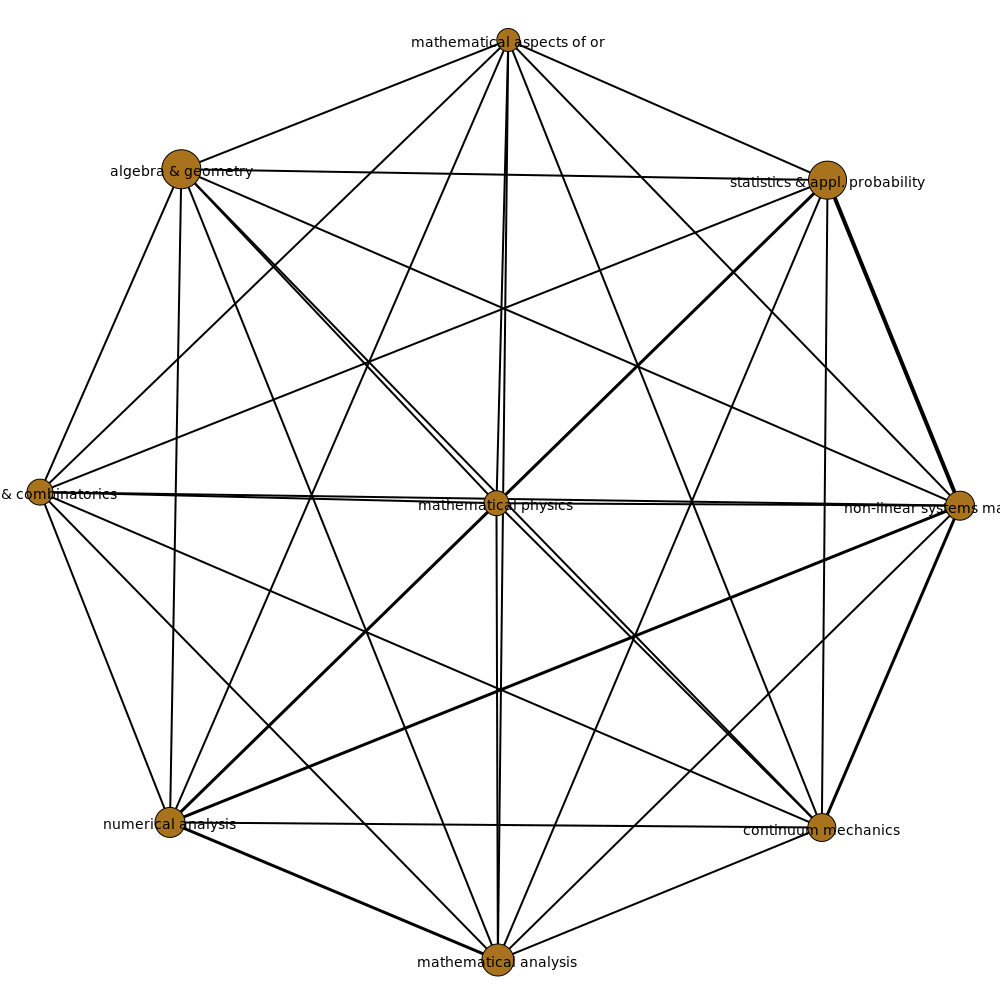 mathematical aspects of or
algebra & geometry
statistics & appl. probability
& combinatorics
mathematical physics
non-linear systems ma
numerical analysis
continuum mechanics
mathematical analysis